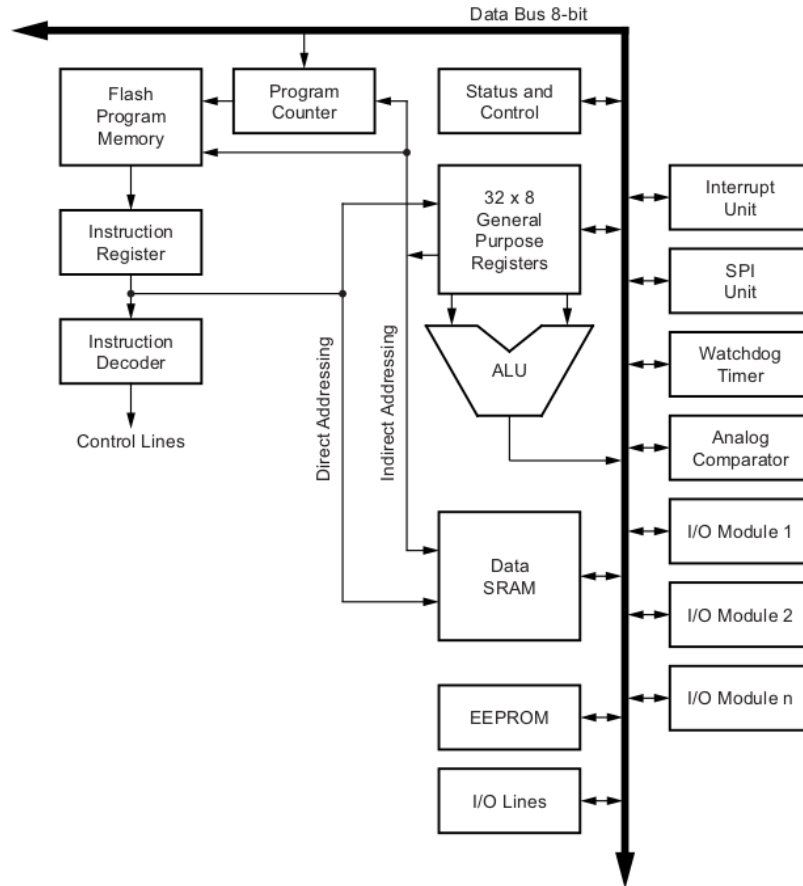 Data Bus 8-bit
Flash
Program
Memory
Program
Counter
Status and
Control
32 x 8
General
Purpose
Registers
Interrupt
Unit
Instruction
Register
SPI
Unit
Instruction
Decoder
Direct Addressing
Indirect Addressing
ALU
Watchdog
Timer
Control Lines
Analog
Comparator
Data
SRAM
I/O Module 1
I/O Module 2
EEPROM
I/O Module n
I/O Lines